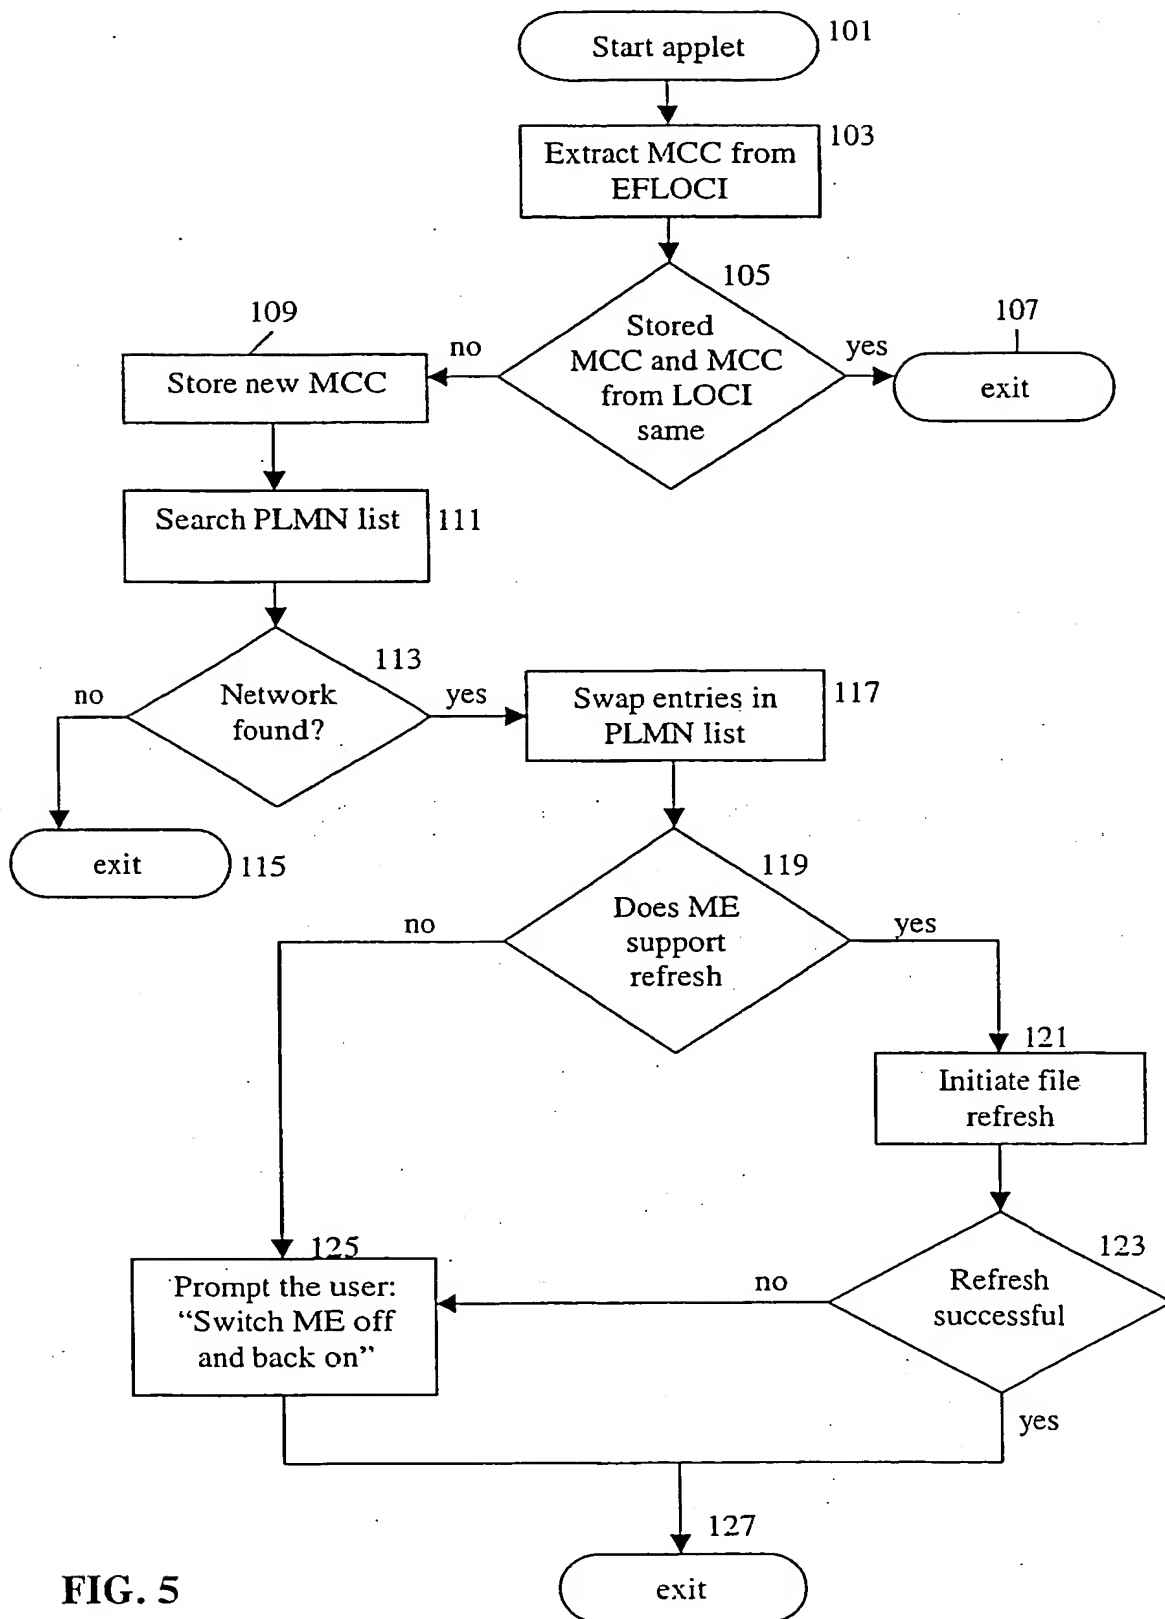 Start applet
101
Extract MCC from
EFLOCI
103
105
Stored
MCC and MCC
from LOCI
same
no
yes
107
exit
109
Store new MCC
Search PLMN list
111
113
Network
found?
no
yes
Swap entries in
PLMN list
117
exit
115
119
Does ME
support
refresh
no
yes
121
Initiate file
refresh
123
Refresh
successful
no
yes
125
Prompt the user:
“Switch ME off
and back on”
127
exit
FIG. 5